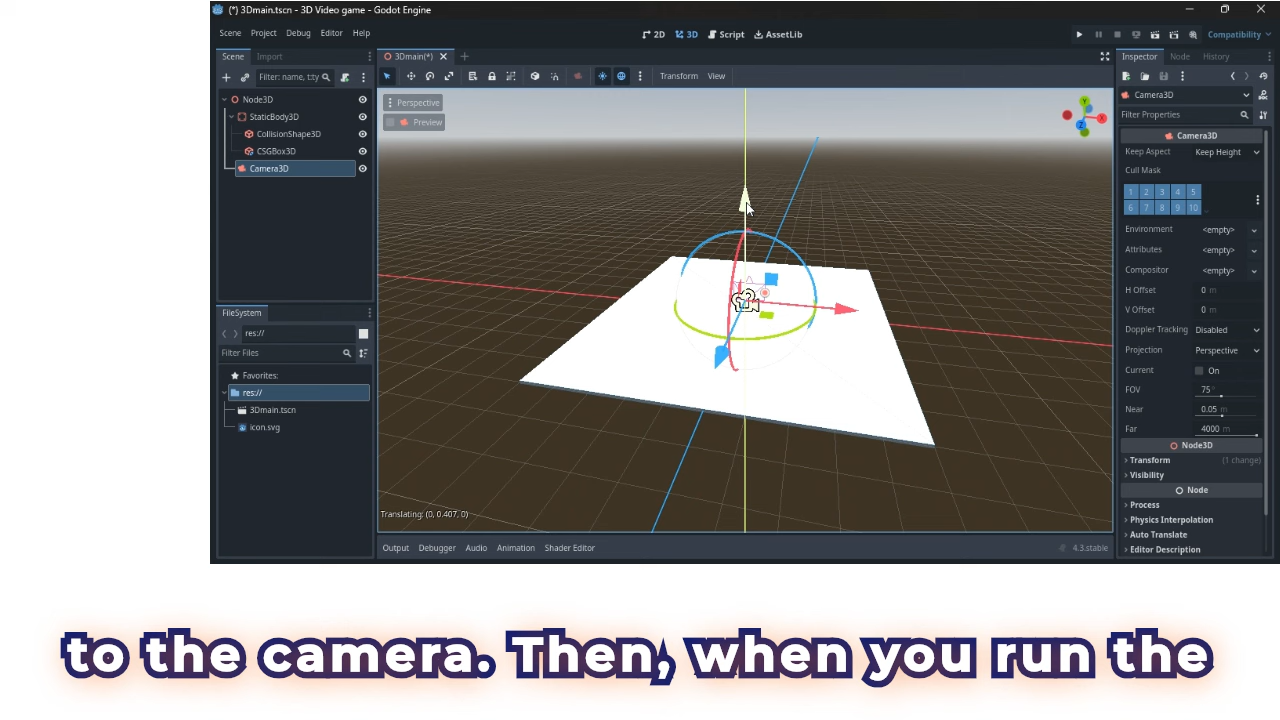 (*) 3Dmain.tscn - 3D Video game - Godot Engine
Scene Project Debug Editor Help
2D 3D Script AssetLib
Compatibility
Scene Import
3Dmain(*)
Inspector Node History
Filter: name, t:ty
Transform View
Node3D
StaticBody3D
CollisionShape3D
CSGBox3D
Camera3D
Perspective
Preview
Y
X
Z
Camera3D
Filter Properties
Camera3D
Keep Aspect Keep Height
Cull Mask
1 2 3 4 5
6 7 8 9 10
Environment <empty>
Attributes <empty>
Compositor <empty>
H Offset 0 m
V Offset 0 m
Doppler Tracking Disabled
Projection Perspective
Current On
FOV 75 °
Near 0.05 m
Far 4000 m
Node3D
Transform (1 change)
Visibility
Node
Process
Physics Interpolation
Auto Translate
Editor Description
FileSystem
res://
Filter Files
Favorites:
res://
3Dmain.tscn
icon.svg
Translating: (0, 0.407, 0)
Output Debugger Audio Animation Shader Editor
4.3.stable
to the camera. Then, when you run the